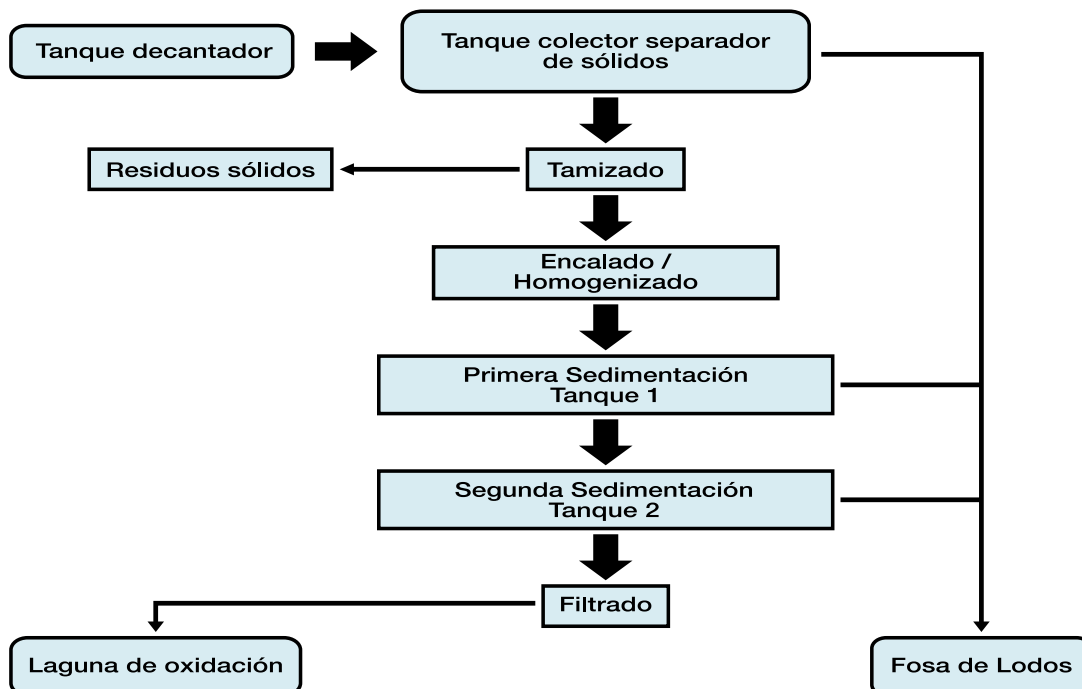 Tanque decantador
Tanque colector separador
de sólidos
Residuos sólidos
Tamizado
Encalado /
Homogenizado
Primera Sedimentación
Tanque 1
Segunda Sedimentación
Tanque 2
Filtrado
Laguna de oxidación
Fosa de Lodos